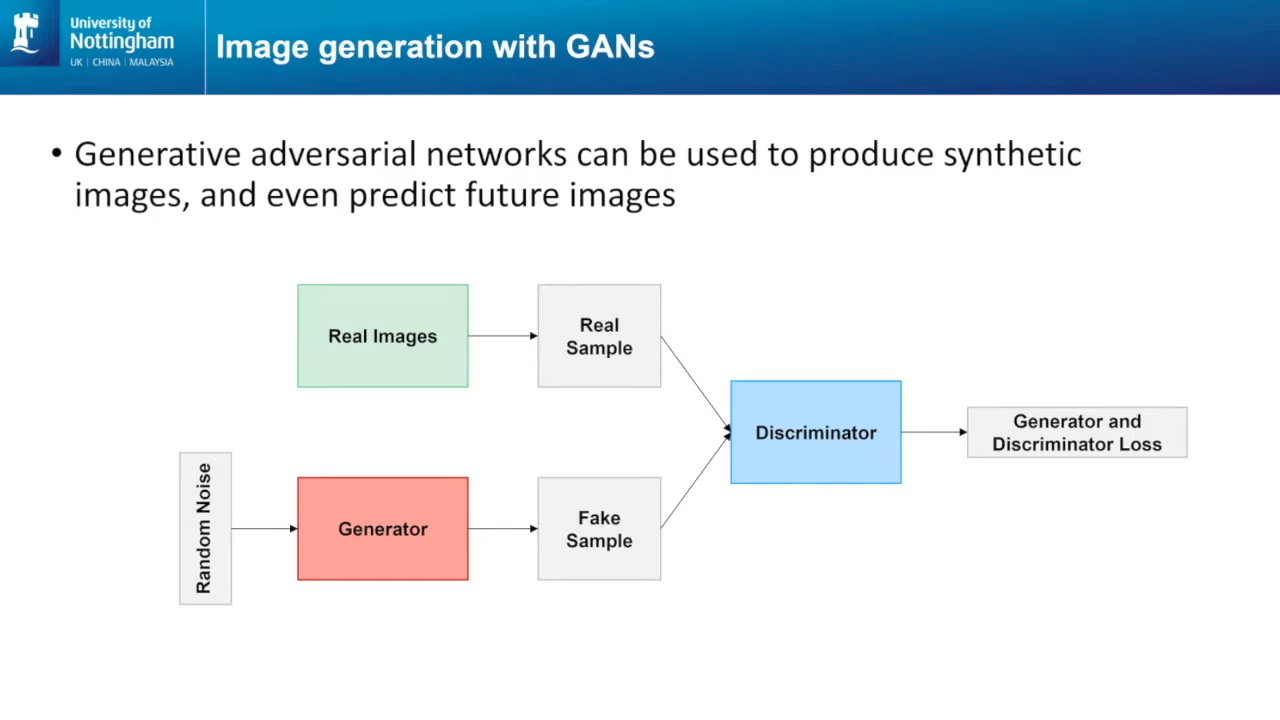 University of
Nottingham
UK | CHINA | MALAYSIA
Image generation with GANs
• Generative adversarial networks can be used to produce synthetic
images, and even predict future images
Real Images
Real
Sample
Discriminator
Generator and
Discriminator Loss
Random Noise
Generator
Fake
Sample